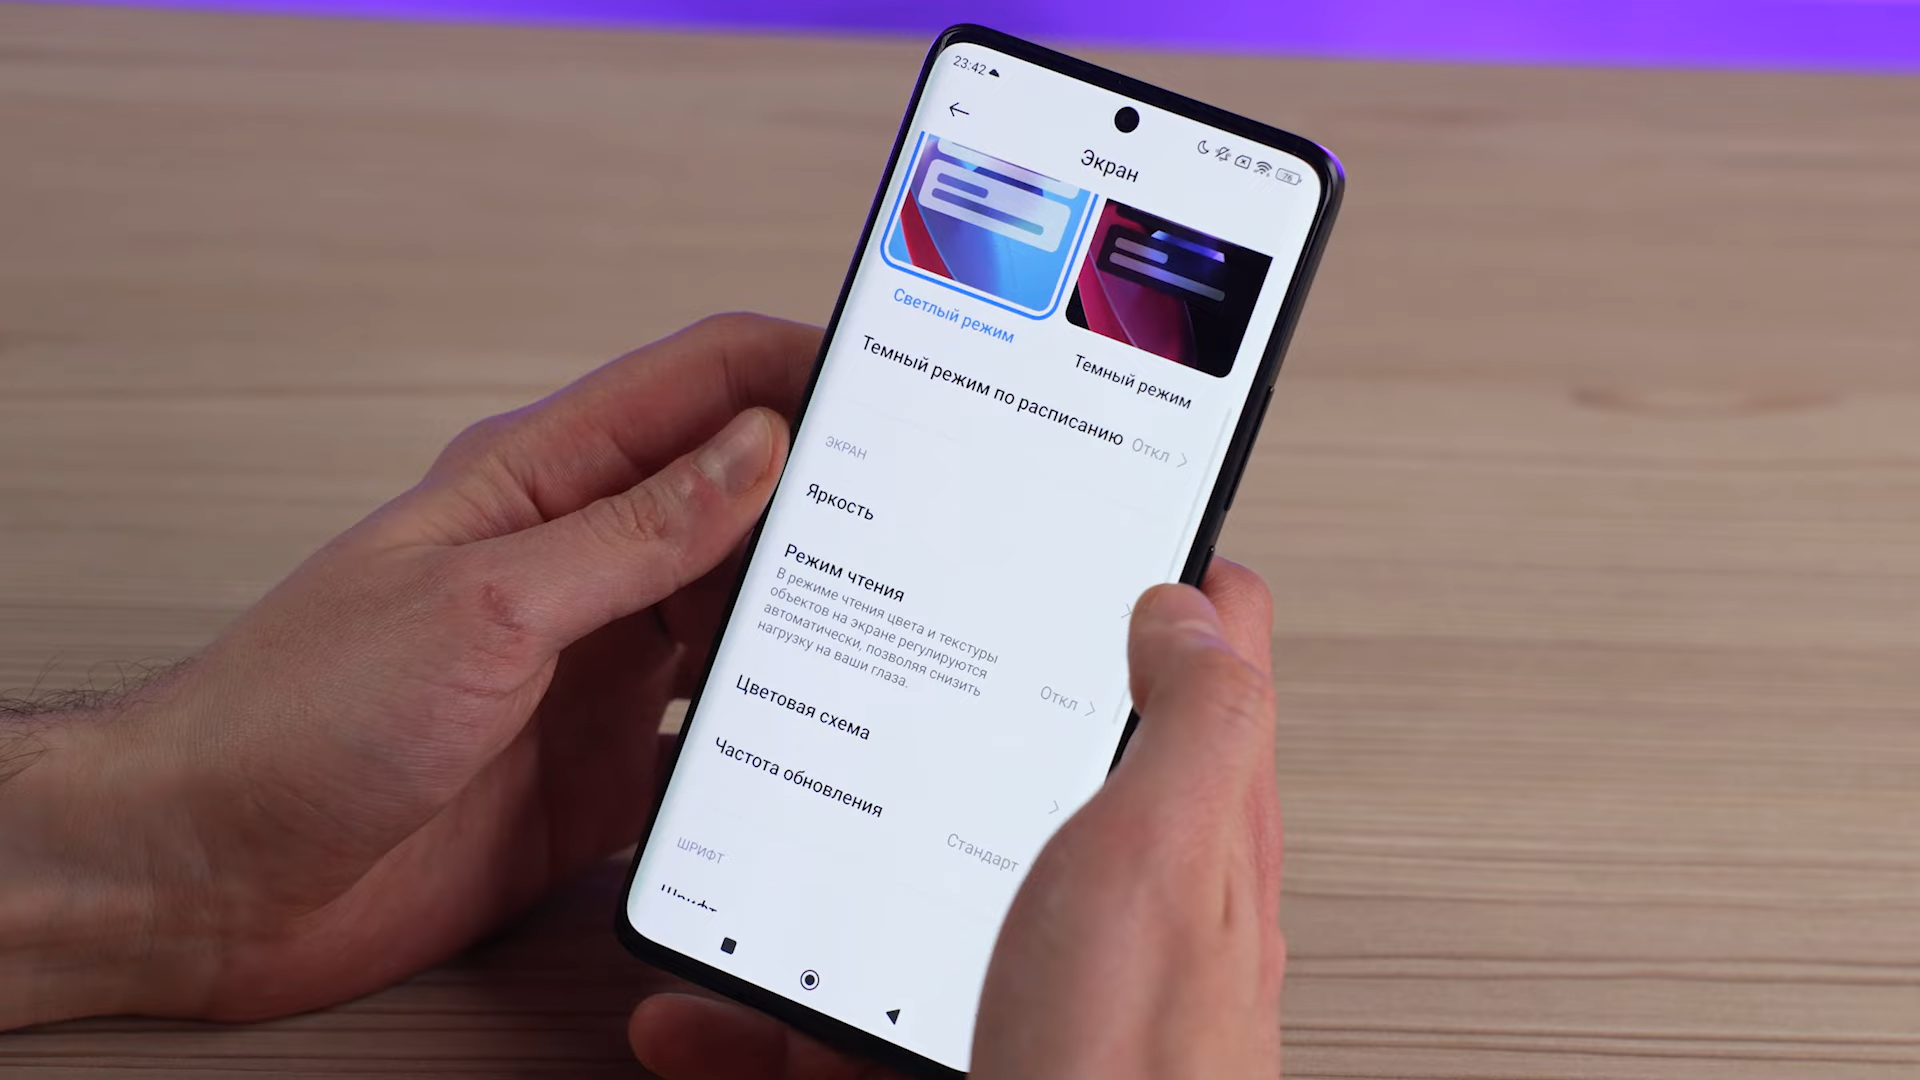 23:42
76
Экран
Светлый режим
Темный режим
Темный режим по расписанию
Откл
ЭКРАН
Яркость
Режим чтения
В режиме чтения цвета и текстуры
объектов на экране регулируются
автоматически, позволяя снизить
нагрузку на ваши глаза.
Откл
Цветовая схема
Частота обновления
Стандарт
ШРИФТ
Шрифт